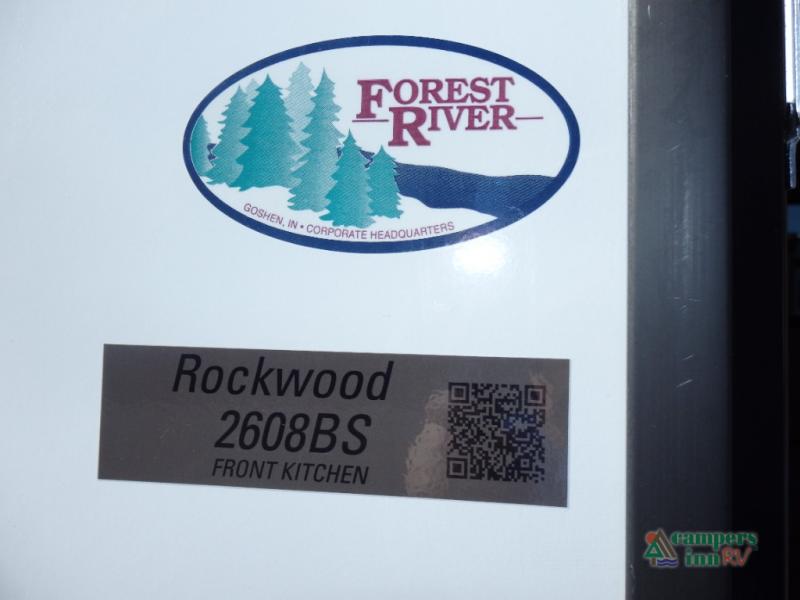 FOREST
RIVER
GOSHEN, IN • CORPORATE HEADQUARTERS
Rockwood
2608BS
FRONT KITCHEN
campers
inn RV